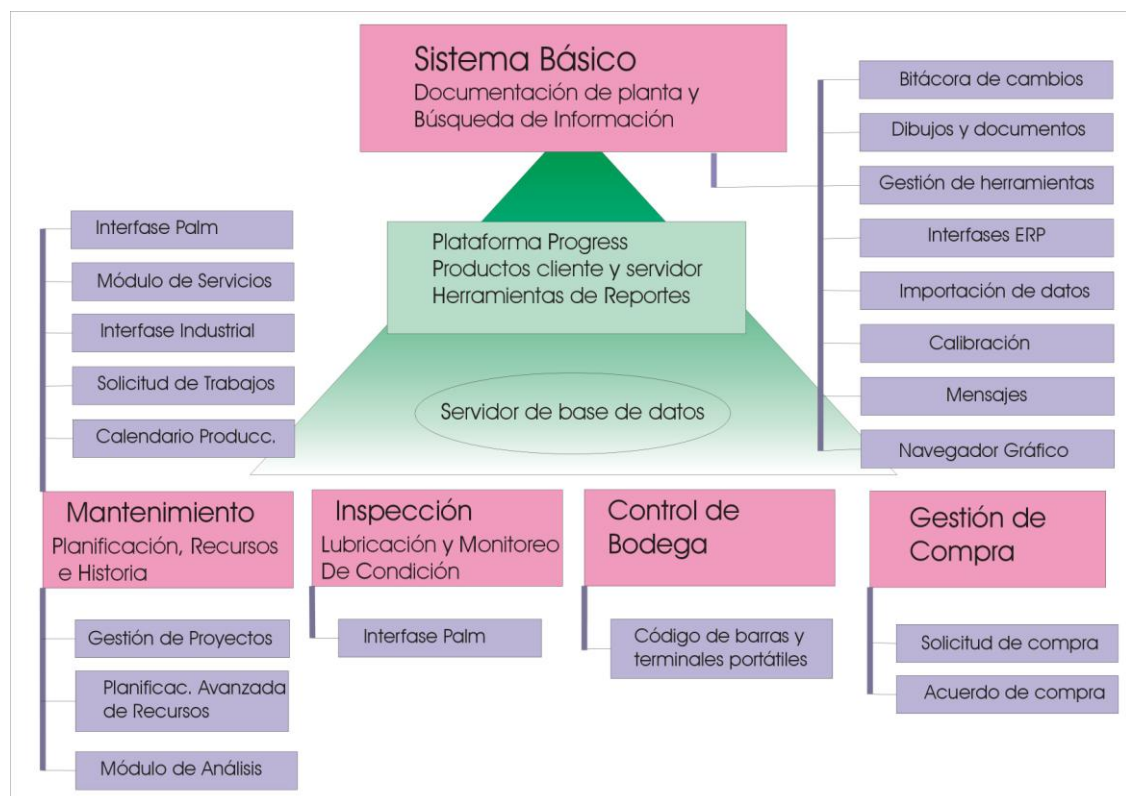 Sistema Básico
Documentación de planta y
Búsqueda de Información
Bitácora de cambios
Dibujos y documentos
Gestión de herramientas
Interfases ERP
Importación de datos
Calibración
Mensajes
Navegador Gráfico
Plataforma Progress
Productos cliente y servidor
Herramientas de Reportes
Servidor de base de datos
Interfase Palm
Módulo de Servicios
Interfase Industrial
Solicitud de Trabajos
Calendario Producc.
Mantenimiento
Planificación, Recursos
e Historia
Gestión de Proyectos
Planificac. Avanzada
de Recursos
Módulo de Análisis
Inspección
Lubricación y Monitoreo
De Condición
Interfase Palm
Control de
Bodega
Código de barras y
terminales portátiles
Gestión de
Compra
Solicitud de compra
Acuerdo de compra